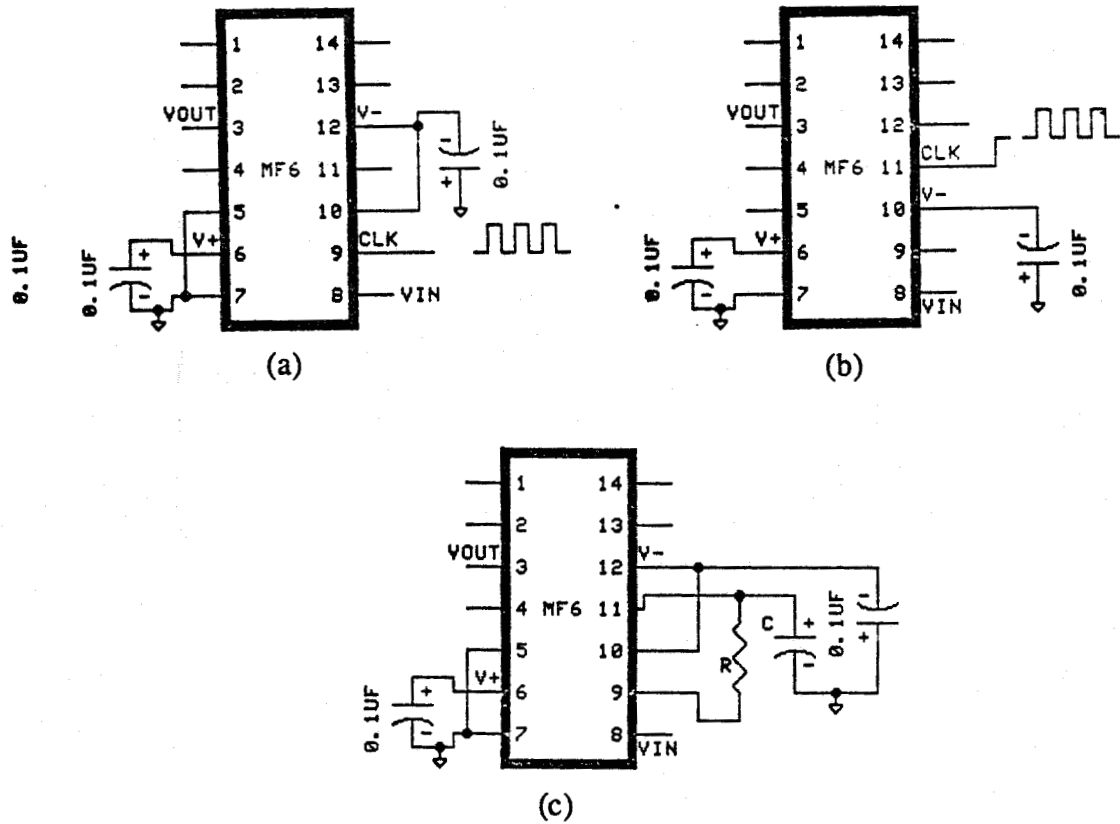 1 14
2 13
VOUT V-
3 12
0.1UF
4 MF6 11
5 10
V+ CLK
6 9
7 8 VIN
0.1UF
0.1UF
(a)
1 14
2 13
VOUT
3 12
CLK
4 MF6 11
V-
5 10
V+
6 9
7 8
VIN
0.1UF
0.1UF
(b)
1 14
2 13
VOUT V-
3 12
4 MF6 11
C
0.1UF
5 10
R
V+
6 9
7 8
VIN
0.1UF
(c)